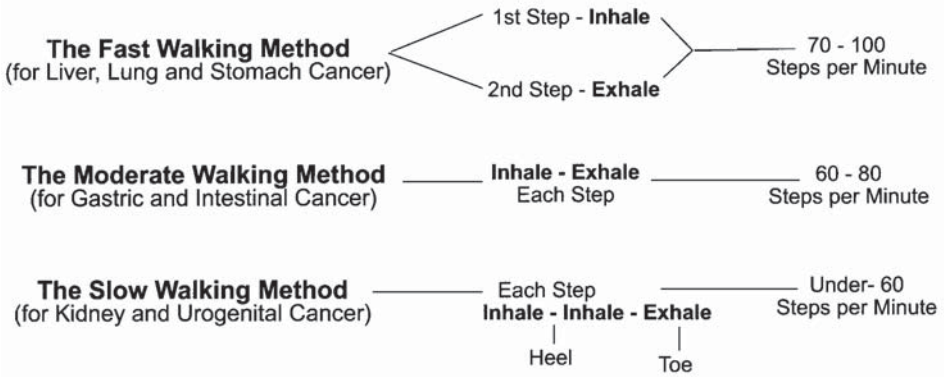 1st Step - Inhale
The Fast Walking Method
(for Liver, Lung and Stomach Cancer)
2nd Step - Exhale
70 - 100
Steps per Minute
The Moderate Walking Method
(for Gastric and Intestinal Cancer)
Inhale - Exhale
Each Step
60 - 80
Steps per Minute
The Slow Walking Method
(for Kidney and Urogenital Cancer)
Each Step
Inhale - Inhale - Exhale
Heel
Toe
Under- 60
Steps per Minute